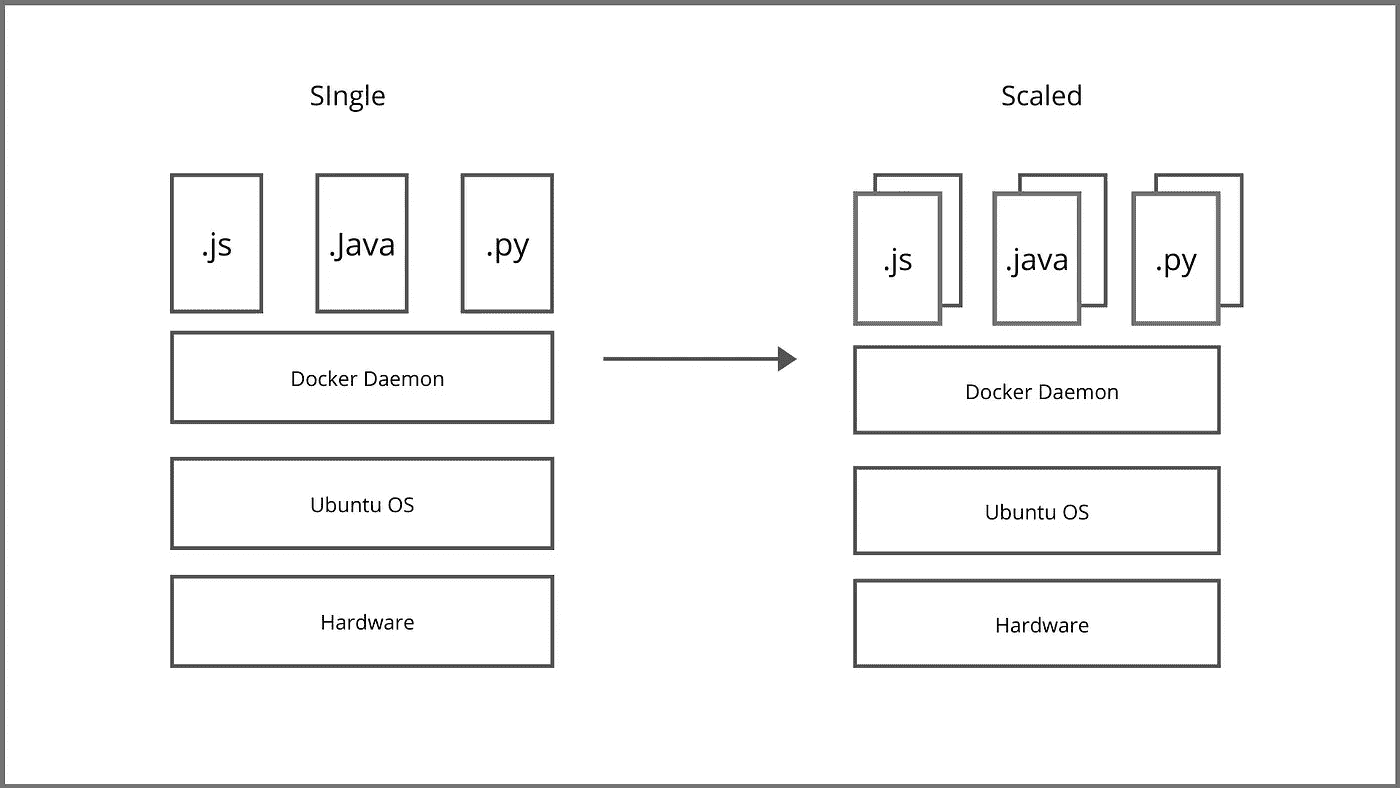 SIngle
.js
.Java
.py
Docker Daemon
Ubuntu OS
Hardware
Scaled
.js
.java
.py
Docker Daemon
Ubuntu OS
Hardware